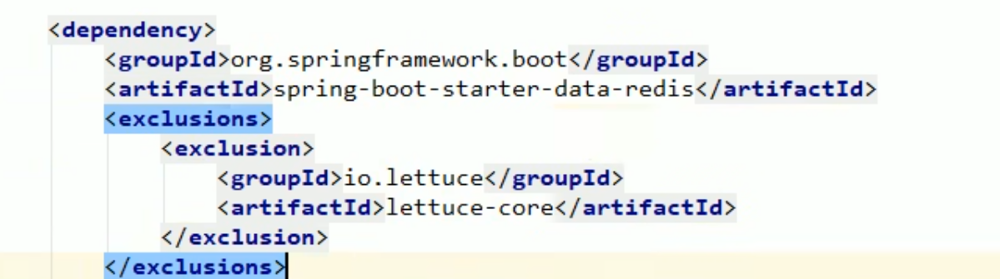 <dependency>
<groupId>org.springframework.boot</groupId>
<artifactId>spring-boot-starter-data-redis</artifactId>
<exclusions>
<exclusion>
<groupId>io.lettuce</groupId>
<artifactId>lettuce-core</artifactId>
</exclusion>
</exclusions>